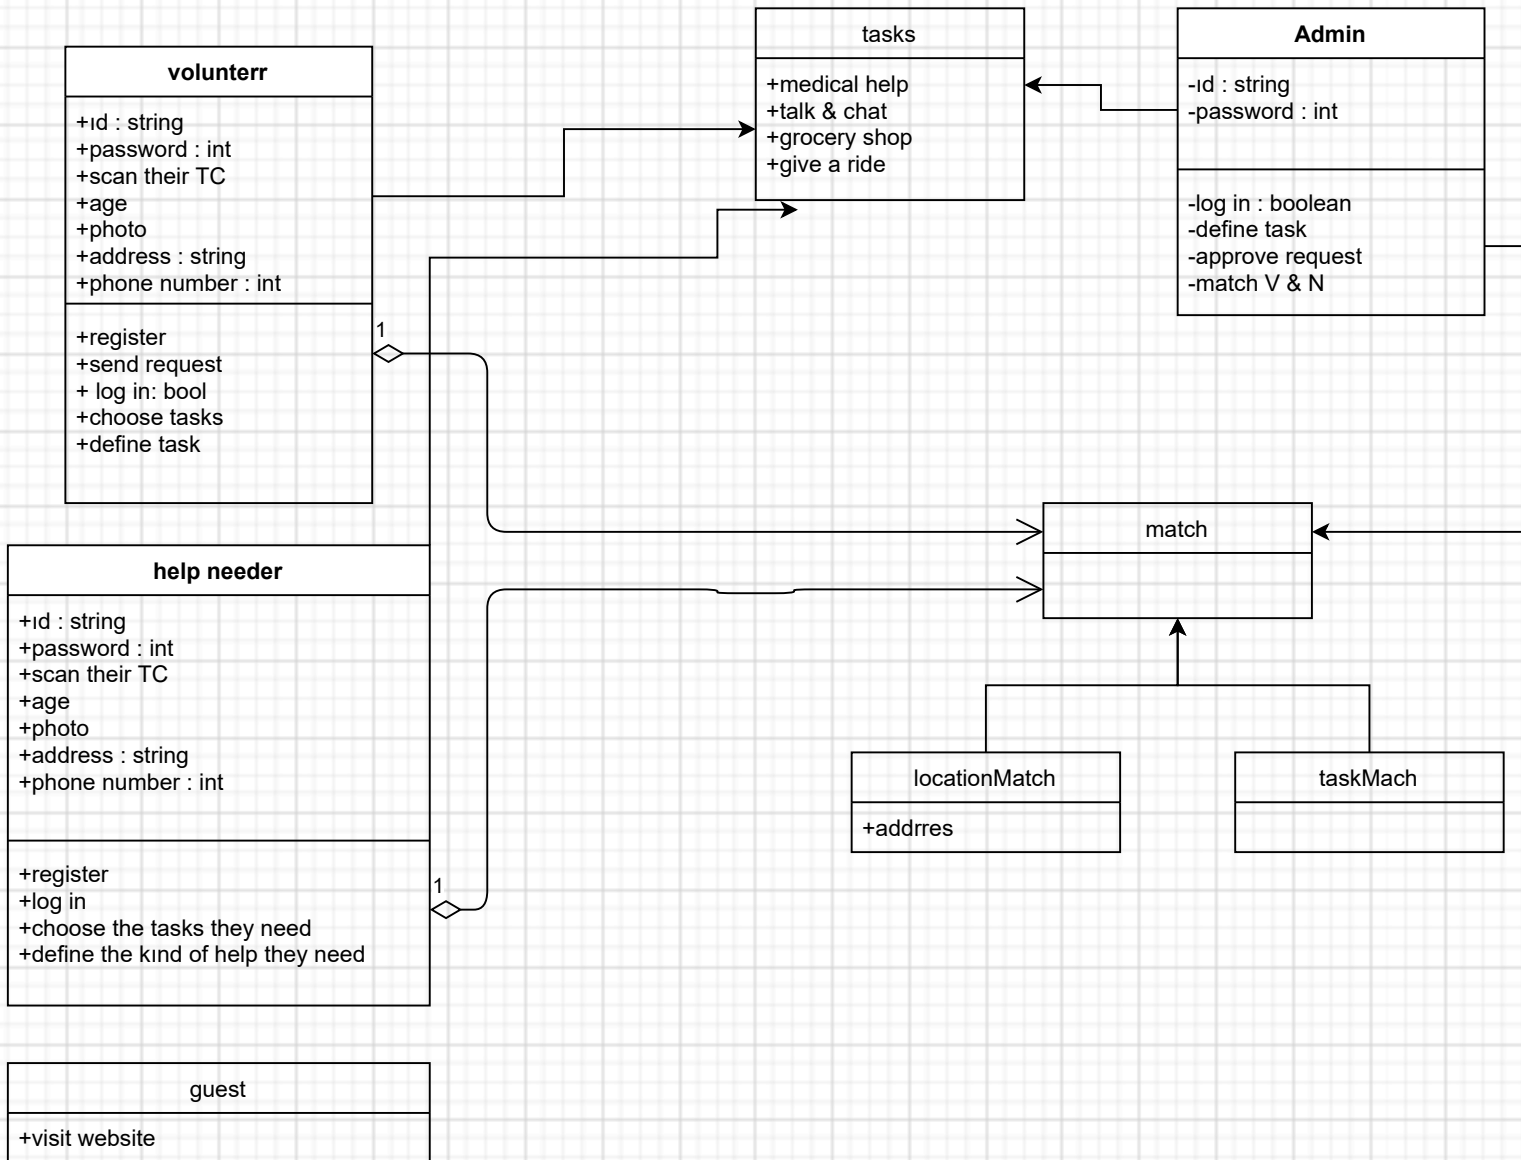 volunterr
+ıd : string
+password : int
+scan their TC
+age
+photo
+address : string
+phone number : int
+register
+send request
+ log in: bool
+choose tasks
+define task
1
tasks
+medical help
+talk & chat
+grocery shop
+give a ride
Admin
-ıd : string
-password : int
-log in : boolean
-define task
-approve request
-match V & N
help needer
+ıd : string
+password : int
+scan their TC
+age
+photo
+address : string
+phone number : int
+register
+log in
+choose the tasks they need
+define the kınd of help they need
1
match
locationMatch
+addrres
taskMach
guest
+visit website